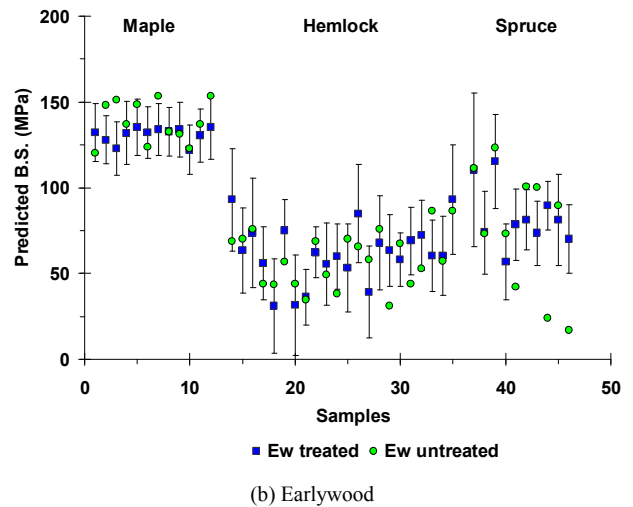 Maple Hemlock Spruce
Predicted B.S. (MPa)
200
150
100
50
0
0 10 20 30 40 50
Samples
Ew treated Ew untreated
(b) Earlywood